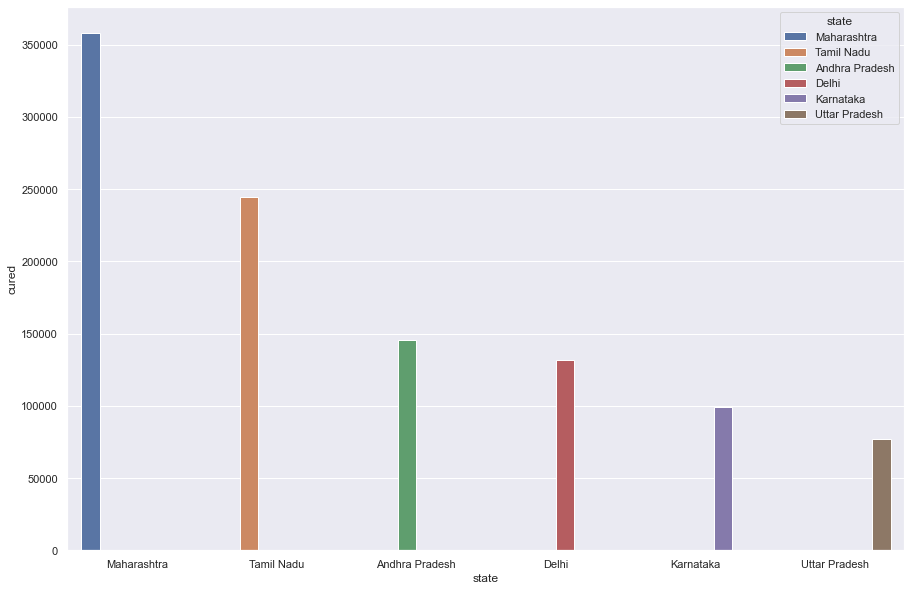 state
Maharashtra
Tamil Nadu
Andhra Pradesh
Delhi
Karnataka
Uttar Pradesh
350000
300000
250000
200000
150000
100000
50000
0
cured
Maharashtra Tamil Nadu Andhra Pradesh Delhi Karnataka Uttar Pradesh
state